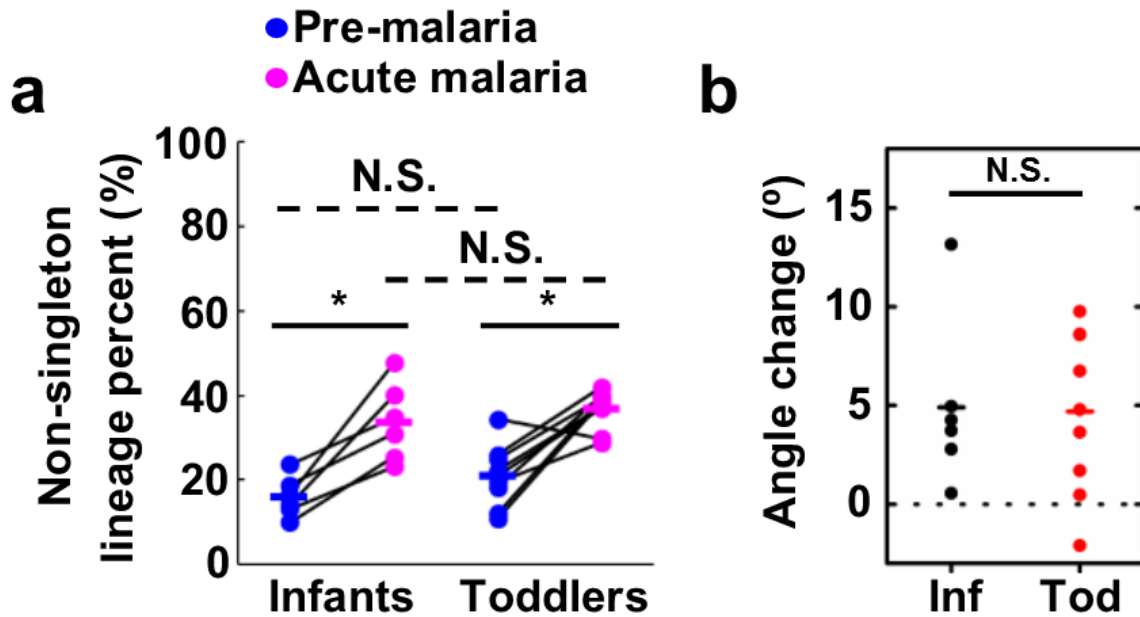 Pre-malaria
Acute malaria
a
Non-singleton
lineage percent (%)
100
80
60
40
20
0
N.S.
N.S.
*
*
Infants
Toddlers
b
Angle change (º)
15
10
5
0
N.S.
Inf
Tod